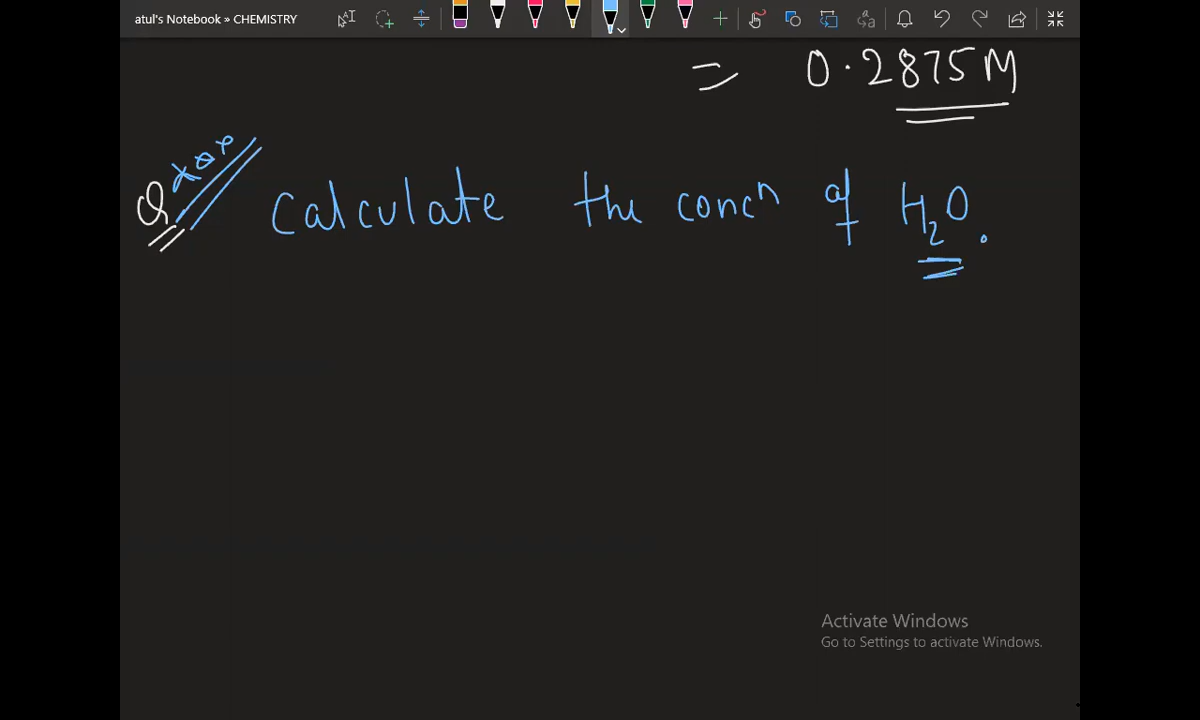 atul's Notebook » CHEMISTRY
= 0.2875 M
Q Calculate the concn of H₂O.
Activate Windows
Go to Settings to activate Windows.